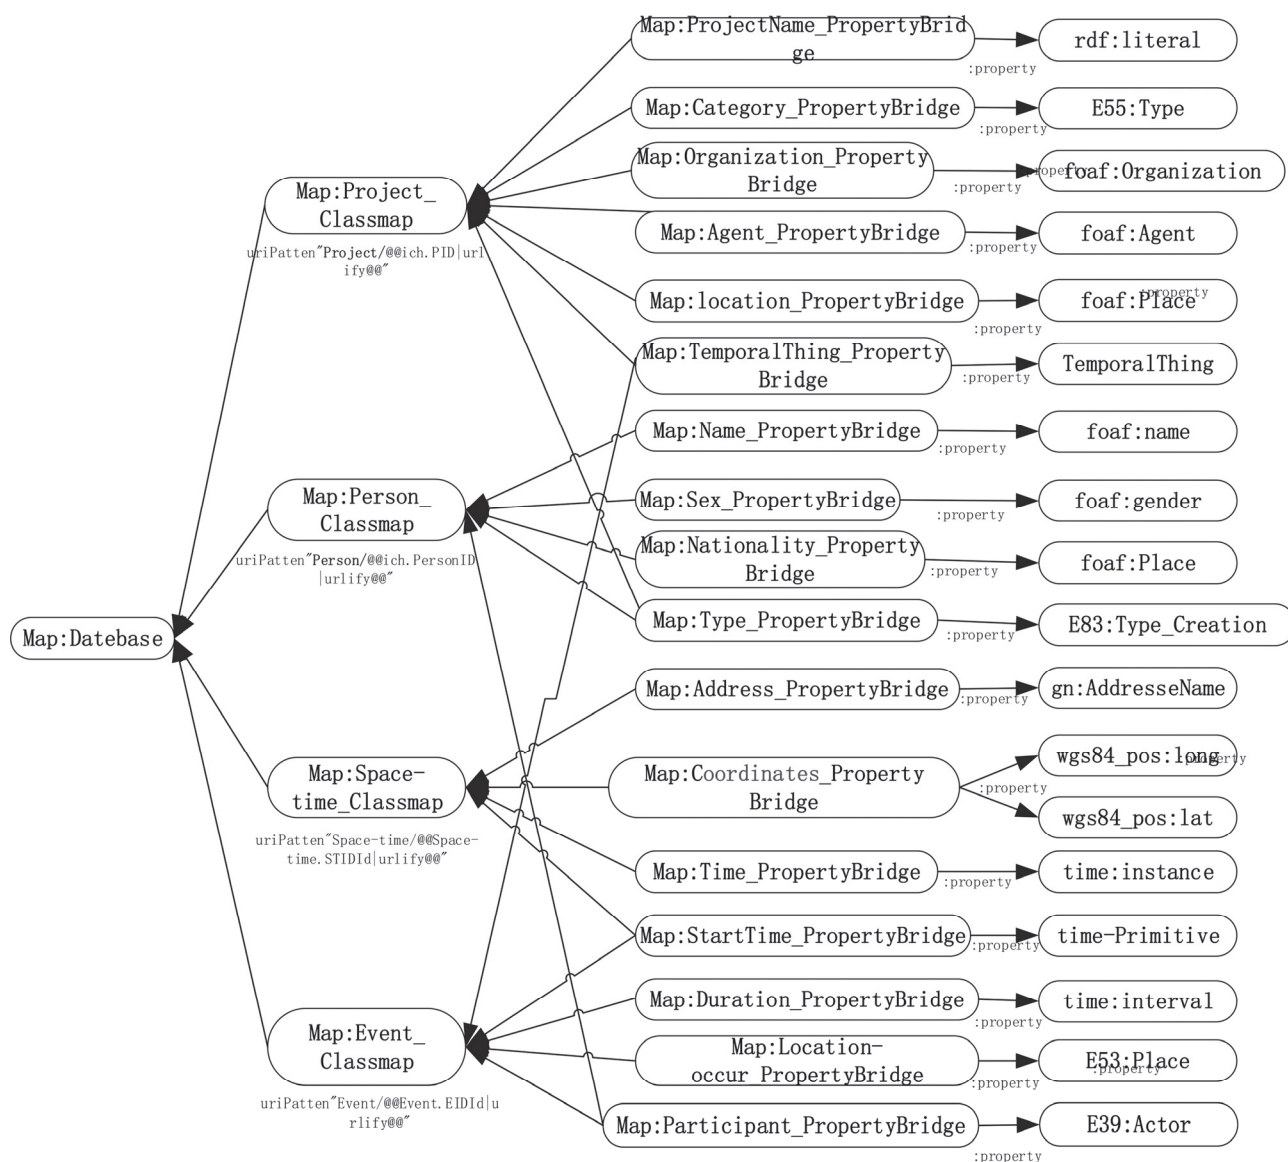 Map:ProjectName_PropertyBrid
ge
:property
rdf:literal
Map:Category_PropertyBridge
:property
E55:Type
Map:Organization_Property
Bridge
:property
:property
foaf:Organization
Map:Project_
Classmap
uriPatten"Project/@@ich.PID|url
ify@@"
Map:Agent_PropertyBridge
:property
foaf:Agent
Map:location_PropertyBridge
:property
foaf:Place
:property
Map:TemporalThing_Property
Bridge
:property
TemporalThing
Map:Name_PropertyBridge
:property
foaf:name
Map:Person_
Classmap
uriPatten"Person/@@ich.PersonID
|urlify@@"
Map:Sex_PropertyBridge
:property
foaf:gender
Map:Nationality_Property
Bridge
:property
foaf:Place
Map:Datebase
Map:Type_PropertyBridge
:property
E83:Type_Creation
Map:Address_PropertyBridge
:property
gn:AddresseName
Map:Space-
time_Classmap
uriPatten"Space-time/@@Space-
time.STIDId|urlify@@"
Map:Coordinates_Property
Bridge
:property
wgs84_pos:long
:property
wgs84_pos:lat
Map:Time_PropertyBridge
:property
time:instance
Map:StartTime_PropertyBridge
:property
time-Primitive
Map:Duration_PropertyBridge
:property
time:interval
Map:Event_
Classmap
uriPatten"Event/@@Event.EIDId|u
rlify@@"
Map:Location-
occur_PropertyBridge
:property
E53:Place
:property
Map:Participant_PropertyBridge
:property
E39:Actor